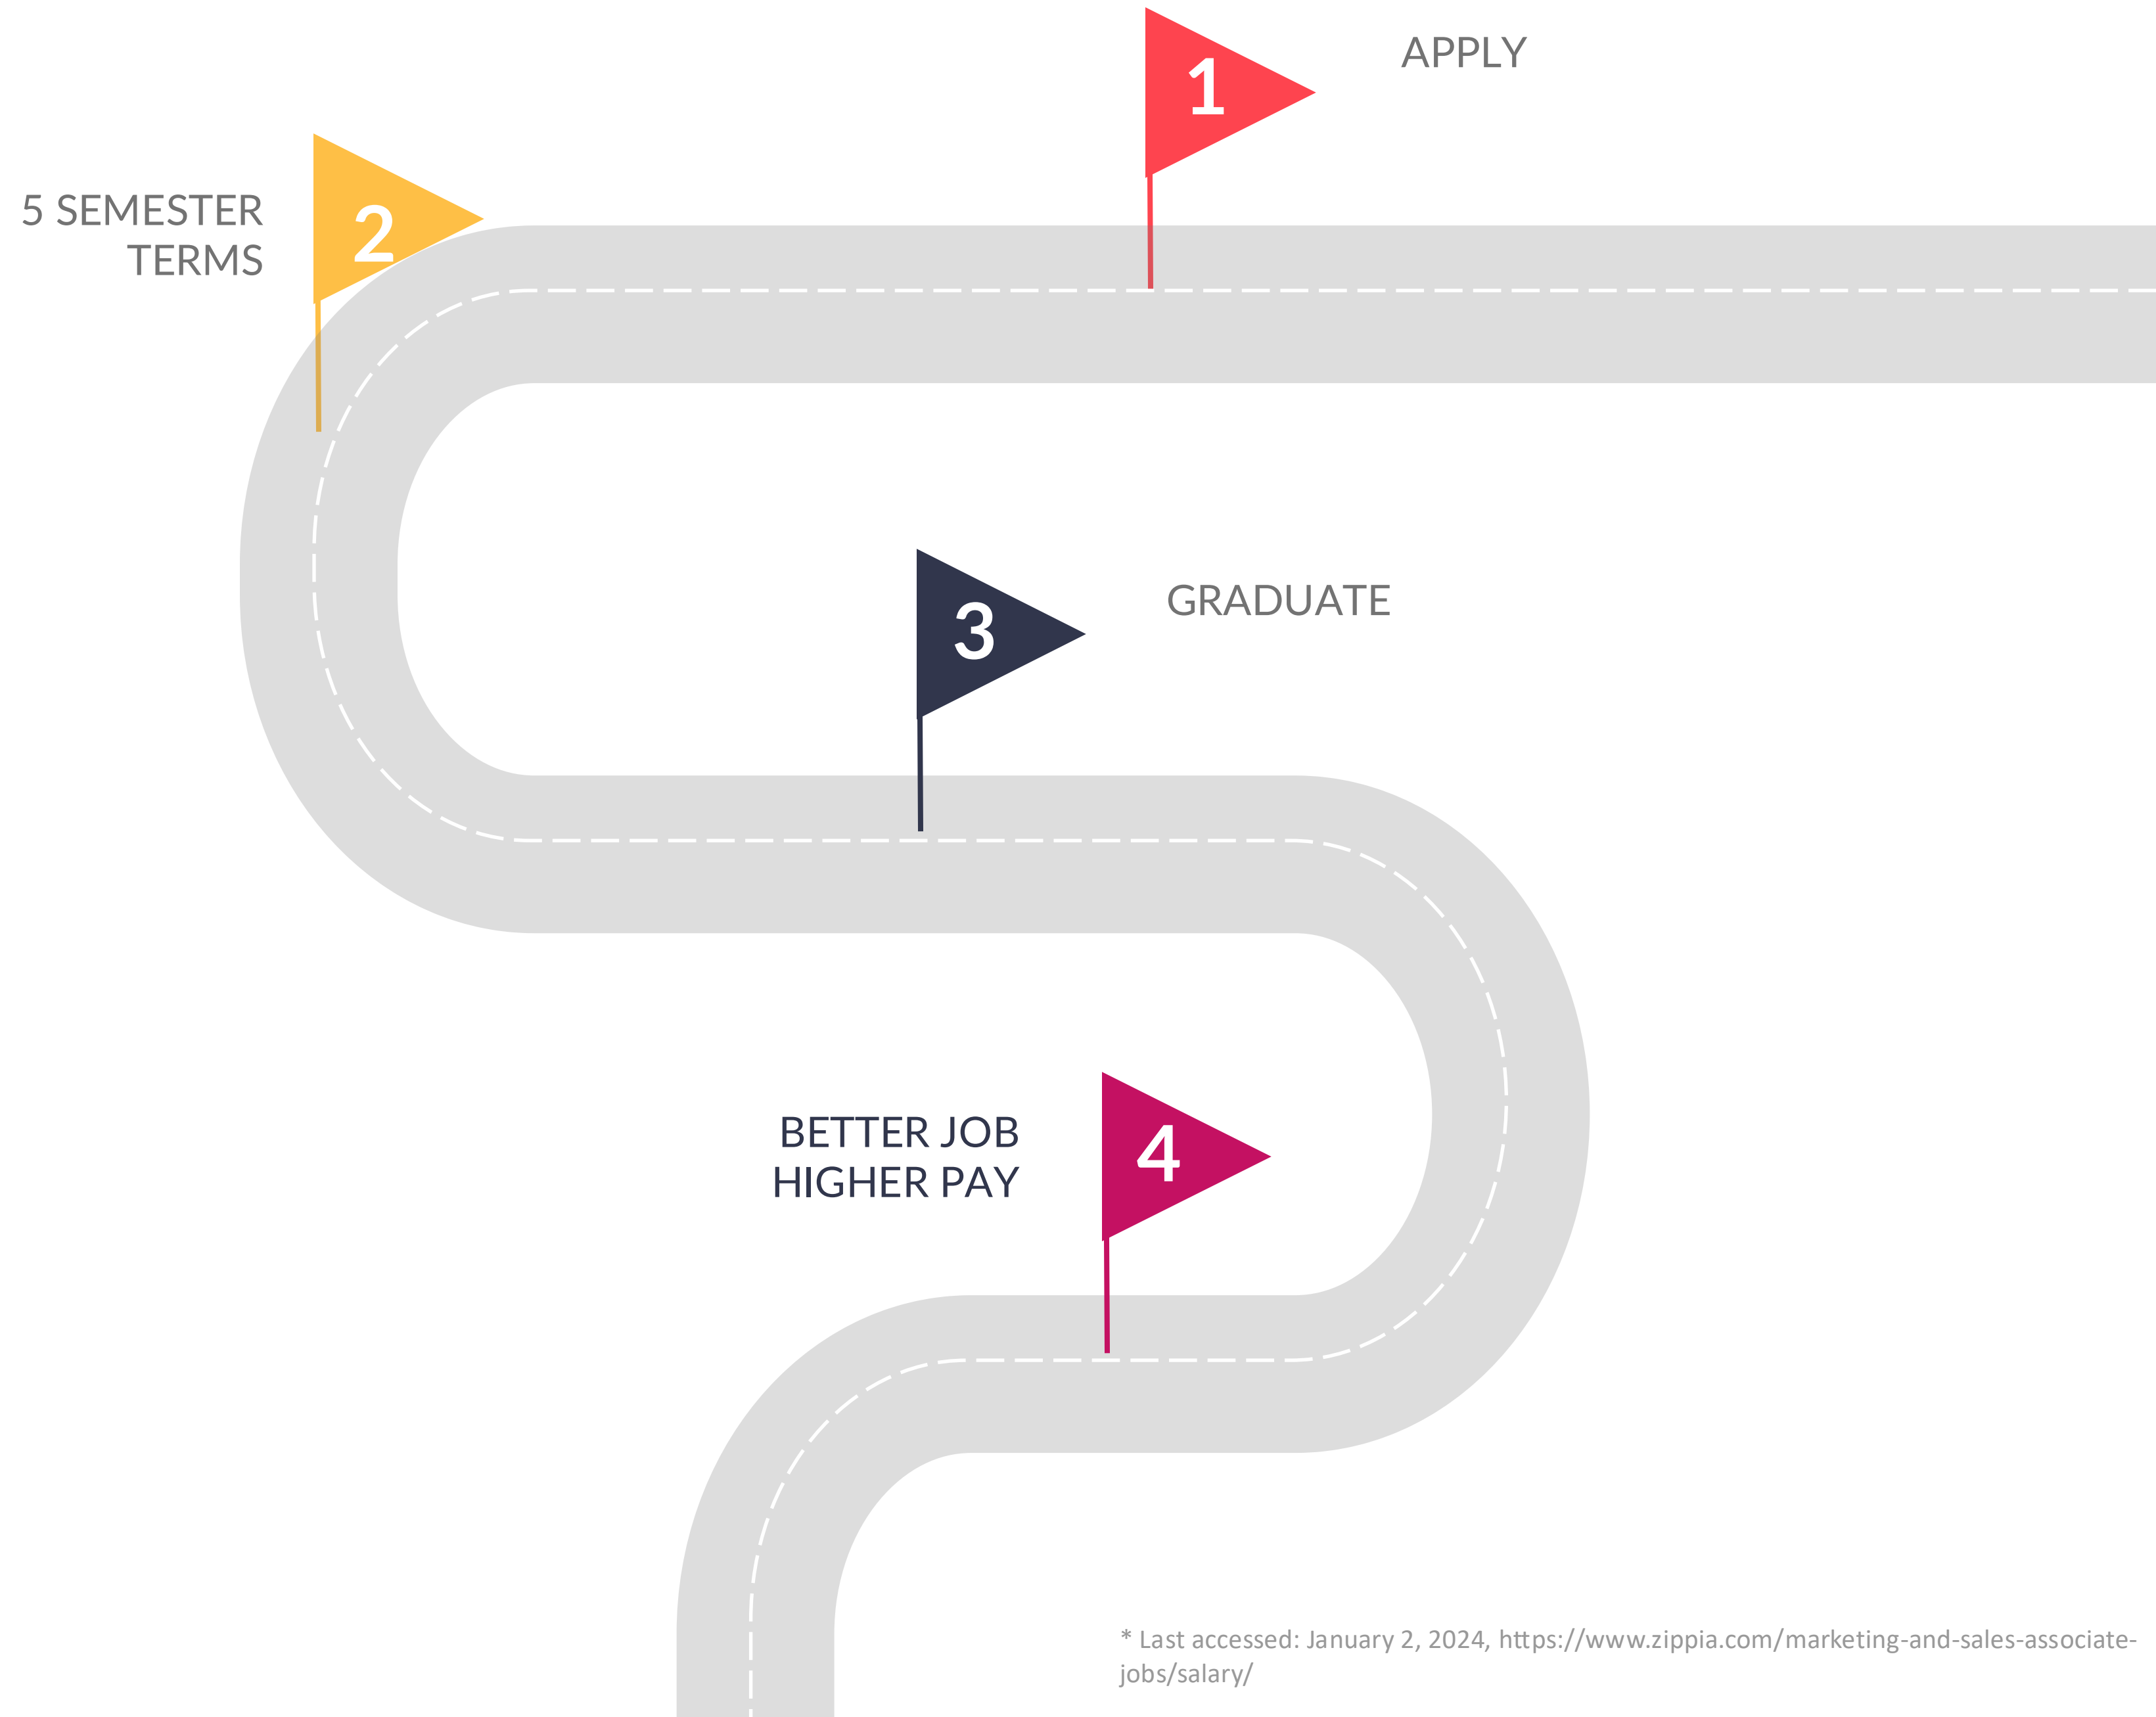 1
APPLY
5 SEMESTER
TERMS
2
3
GRADUATE
BETTER JOB
HIGHER PAY
4
* Last accessed: January 2, 2024, https://www.zippia.com/marketing-and-sales-associate-
jobs/salary/